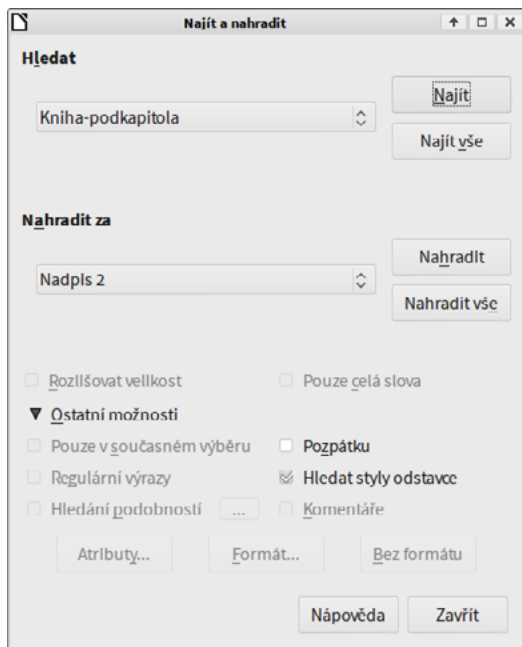 Najít a nahradit
Hledat
Kniha-podkapitola
Najít
Najít vše
Nahradit za
Nadpis 2
Nahradit
Nahradit vše
Rozlišovat velikost Pouze celá slova
Ostatní možnosti
Pouze v současném výběru Pozpátku
Regulární výrazy Hledat styly odstavce
Hledání podobností ... Komentáře
Atributy... Formát... Bez formátu
Nápověda Zavřít